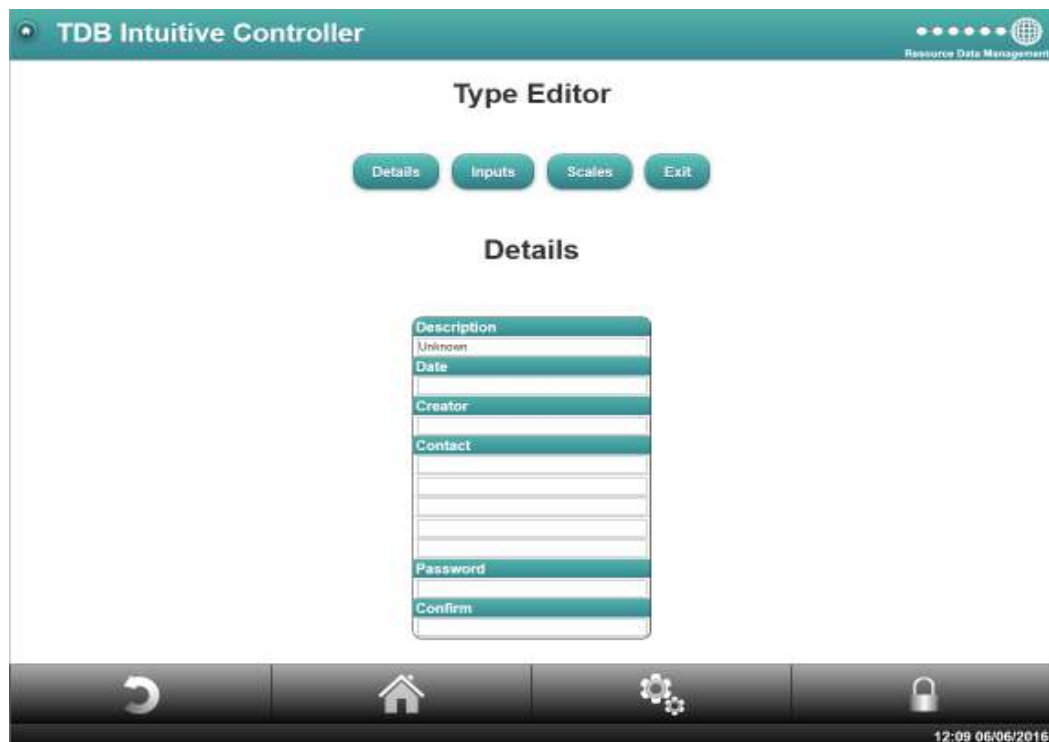 TDB Intuitive Controller
Resource Data Management
Type Editor
Details Inputs Scales Exit
Details
Description
Unknown
Date
Creator
Contact
Password
Confirm
12:09 06/06/2016